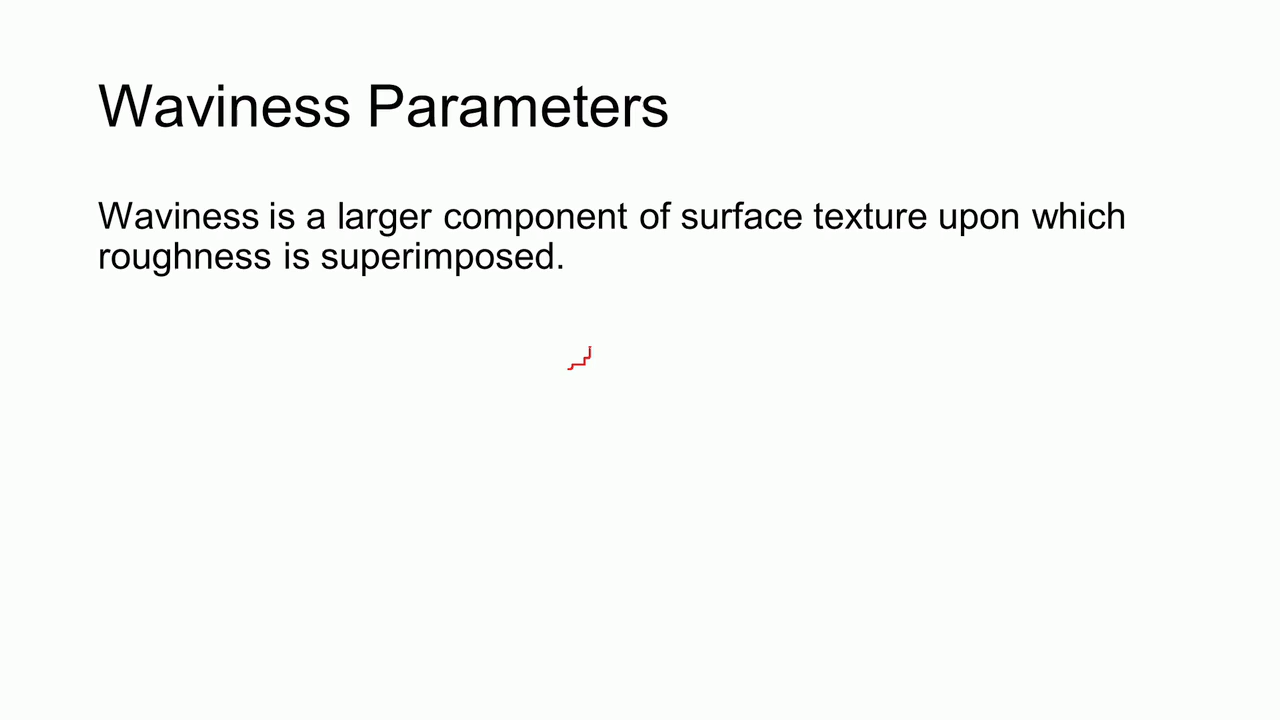 Waviness Parameters
Waviness is a larger component of surface texture upon which
roughness is superimposed.